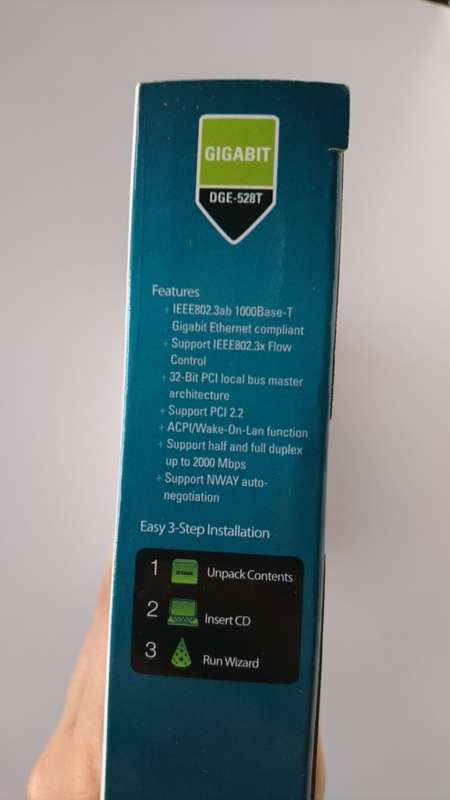 GIGABIT
DGE-528T
Features
+ IEEE802.3ab 1000Base-T
Gigabit Ethernet compliant
+ Support IEEE802.3x Flow
Control
+ 32-Bit PCI local bus master
architecture
+ Support PCI 2.2
+ ACPI/Wake-On-Lan function
+ Support half and full duplex
up to 2000 Mbps
+ Support NWAY auto-
negotiation
Easy 3-Step Installation
1 D-Link Unpack Contents
2 Insert CD
3 Run Wizard